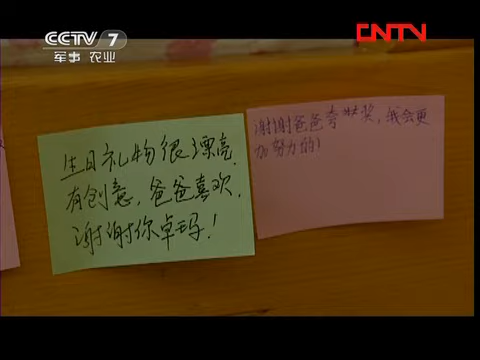 CCTV 7
军事 农业
CNTV
生日礼物很漂亮.
有创意,爸爸喜欢,
谢谢你卓玛!
谢谢爸爸夸奖,我会更
加努力的!